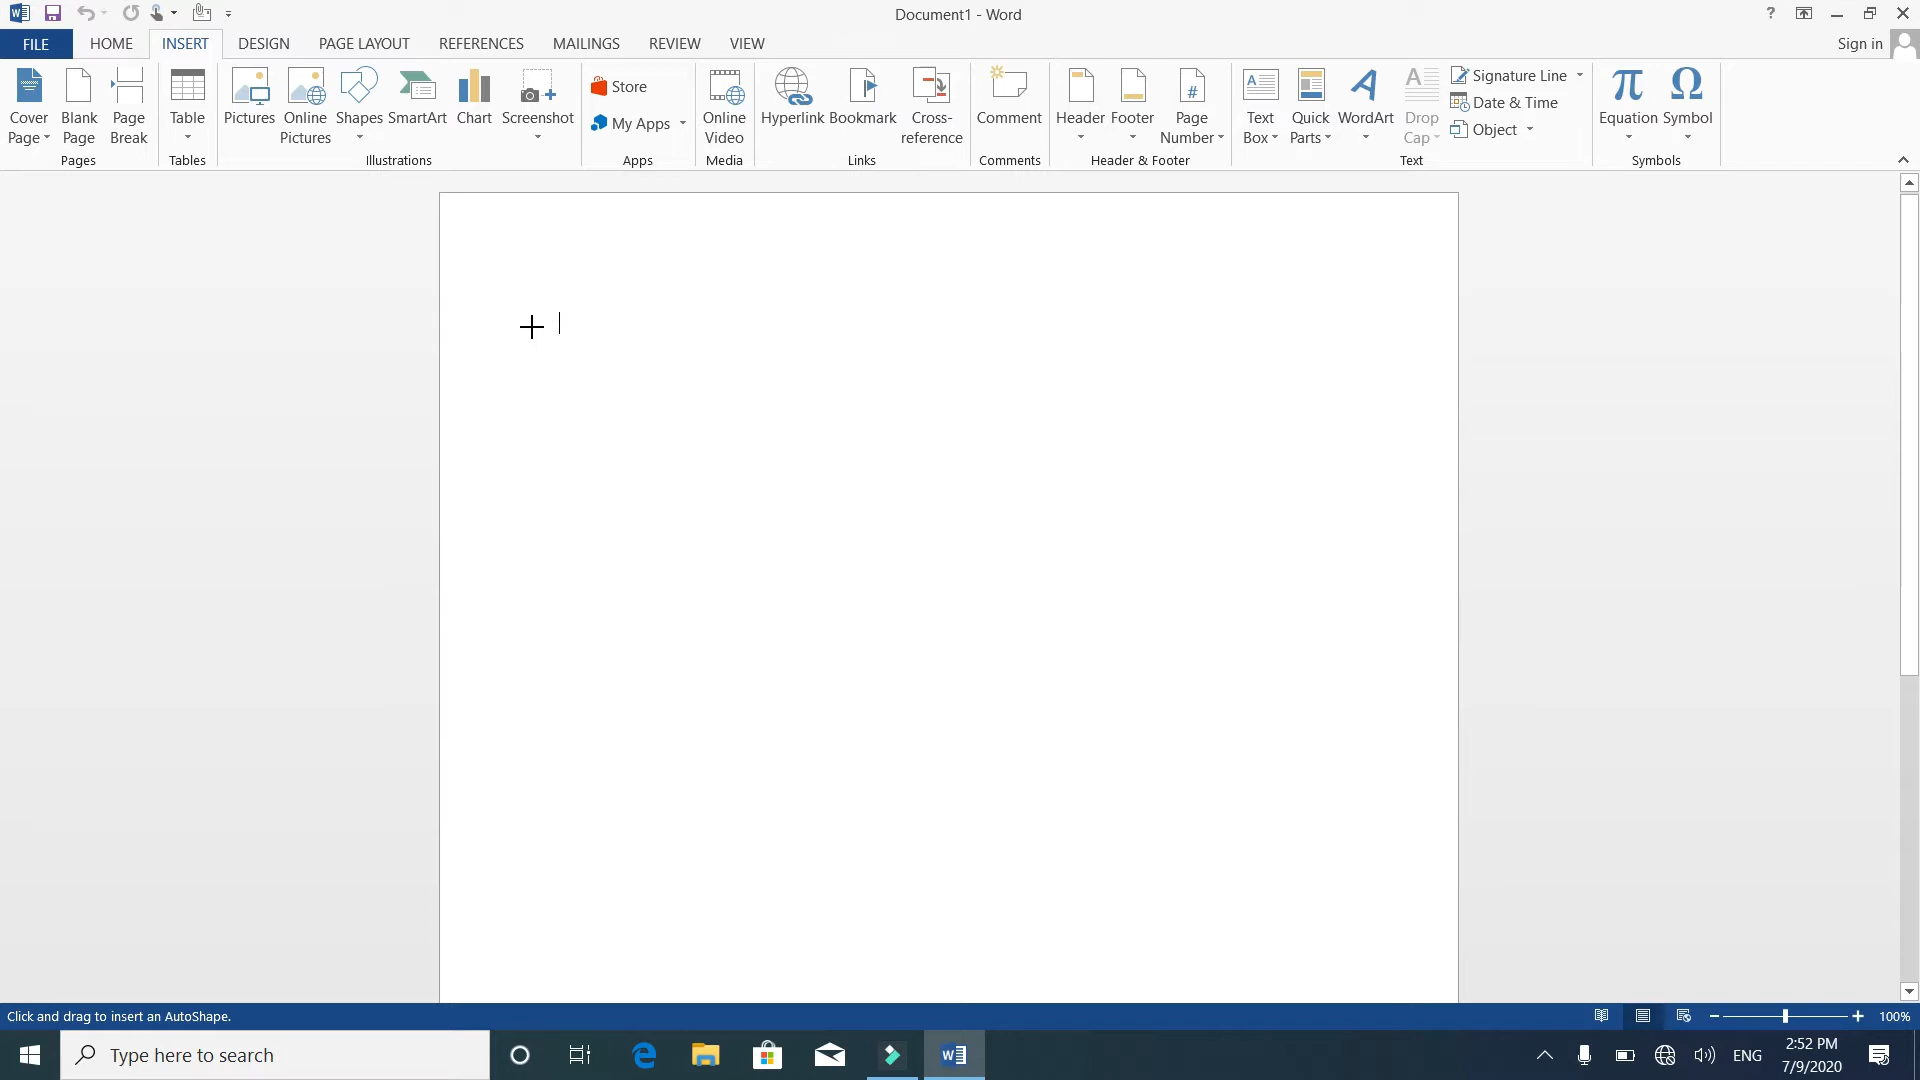 Document1 - Word
?
FILE HOME INSERT DESIGN PAGE LAYOUT REFERENCES MAILINGS REVIEW VIEW Sign in
Cover Page
Blank Page
Page Break
Pages
Table
Tables
Pictures
Online Pictures
Shapes
SmartArt
Chart
Screenshot
Illustrations
Store
My Apps
Apps
Online Video
Media
Hyperlink
Bookmark
Cross-reference
Links
Comment
Comments
Header
Footer
Page Number
Header & Footer
Text Box
Quick Parts
WordArt
Drop Cap
Signature Line
Date & Time
Object
Text
π
Equation
Ω
Symbol
Symbols
Click and drag to insert an AutoShape.
100%
Type here to search
ENG
2:52 PM
7/9/2020